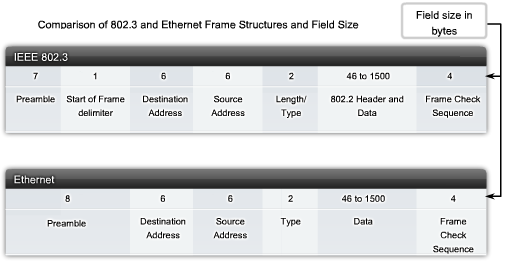 Comparison of 802.3 and Ethernet Frame Structures and Field Size
Field size in
bytes
IEEE 802.3
7 1 6 6 2 46 to 1500 4
Preamble Start of Frame Destination Source Length/ 802.2 Header and Frame Check
delimiter Address Address Type Data Sequence
Ethernet
8 6 6 2 46 to 1500 4
Preamble Destination Source Type Data Frame
Address Address Check
Sequence